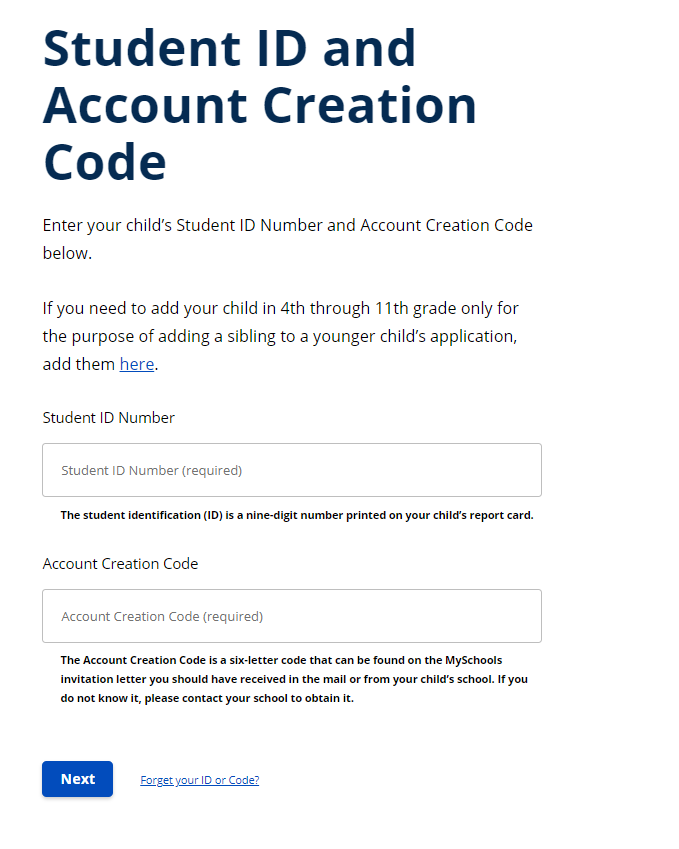 Student ID and
Account Creation
Code
Enter your child’s Student ID Number and Account Creation Code
below.
If you need to add your child in 4th through 11th grade only for
the purpose of adding a sibling to a younger child’s application,
add them here.
Student ID Number
Student ID Number (required)
The student identification (ID) is a nine-digit number printed on your child’s report card.
Account Creation Code
Account Creation Code (required)
The Account Creation Code is a six-letter code that can be found on the MySchools
invitation letter you should have received in the mail or from your child’s school. If you
do not know it, please contact your school to obtain it.
Next
Forget your ID or Code?